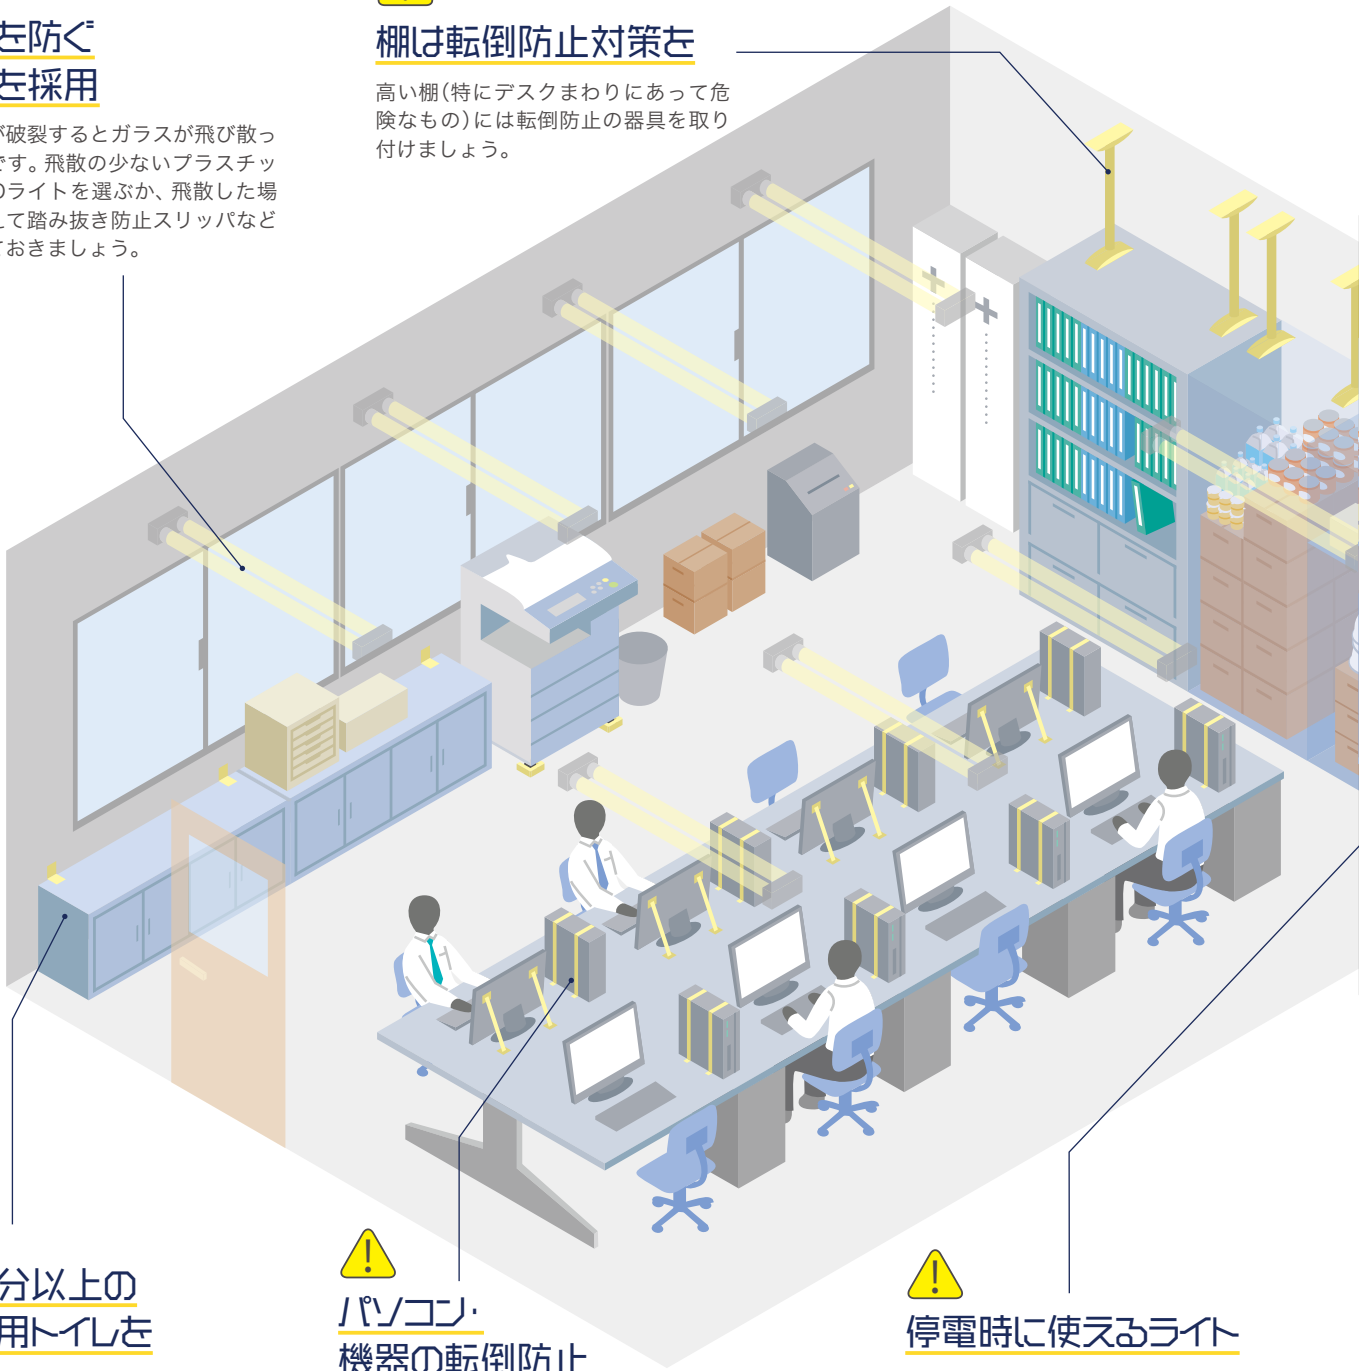 を防ぐ
を採用
が破裂するとガラスが飛び散っ
です。飛散の少ないプラスチッ
Dライトを選ぶか、飛散した場
えて踏み抜き防止スリッパなど
ておきましょう。
棚は転倒防止対策を
高い棚(特にデスクまわりにあって危
険なもの)には転倒防止の器具を取り
付けましょう。
分以上の
用トイレを
パソコン・
機器の転倒防止
停電時に使えるライト